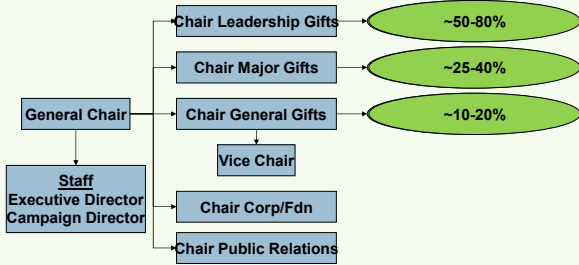 Chair Leadership Gifts
~50-80%
Chair Major Gifts
~25-40%
General Chair
Chair General Gifts
~10-20%
Vice Chair
Staff
Executive Director
Campaign Director
Chair Corp/Fdn
Chair Public Relations